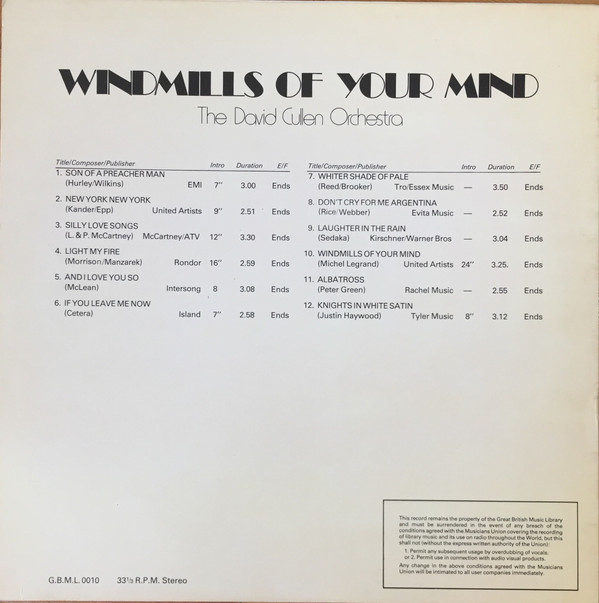 WINDMILLS OF YOUR MIND
The David Cullen Orchestra
Title/Composer/Publisher Intro Duration E/F
1. SON OF A PREACHER MAN
(Hurley/Wilkins) EMI 7" 3.00 Ends
2. NEW YORK NEW YORK
(Kander/Epp) United Artists 9" 2.51 Ends
3. SILLY LOVE SONGS
(L. & P. McCartney) McCartney/ATV 12" 3.30 Ends
4. LIGHT MY FIRE
(Morrison/Manzarek) Rondor 16" 2.59 Ends
5. AND I LOVE YOU SO
(McLean) Intersong 8 3.08 Ends
6. IF YOU LEAVE ME NOW
(Cetera) Island 7" 2.58 Ends
Title/Composer/Publisher Intro Duration E/F
7. WHITER SHADE OF PALE
(Reed/Brooker) Tro/Essex Music — 3.50 Ends
8. DON'T CRY FOR ME ARGENTINA
(Rice/Webber) Evita Music — 2.52 Ends
9. LAUGHTER IN THE RAIN
(Sedaka) Kirschner/Warner Bros — 3.04 Ends
10. WINDMILLS OF YOUR MIND
(Michel Legrand) United Artists 24" 3.25. Ends
11. ALBATROSS
(Peter Green) Rachel Music — 2.55 Ends
12. KNIGHTS IN WHITE SATIN
(Justin Haywood) Tyler Music 8" 3.12 Ends
This record remains the property of the Great British Music Library
and must be surrendered in the event of any breach of the
conditions agreed with the Musicians Union covering the recording
of library music and its use on radio throughout the World, but this
shall not (without the express written authority of the Union):
1. Permit any subsequent usage by overdubbing of vocals.
or 2. Permit use in connection with audio visual products.
Any change in the above conditions agreed with the Musicians
Union will be intimated to all user companies immediately.
G.B.M.L. 0010 33 1/3 R.P.M. Stereo